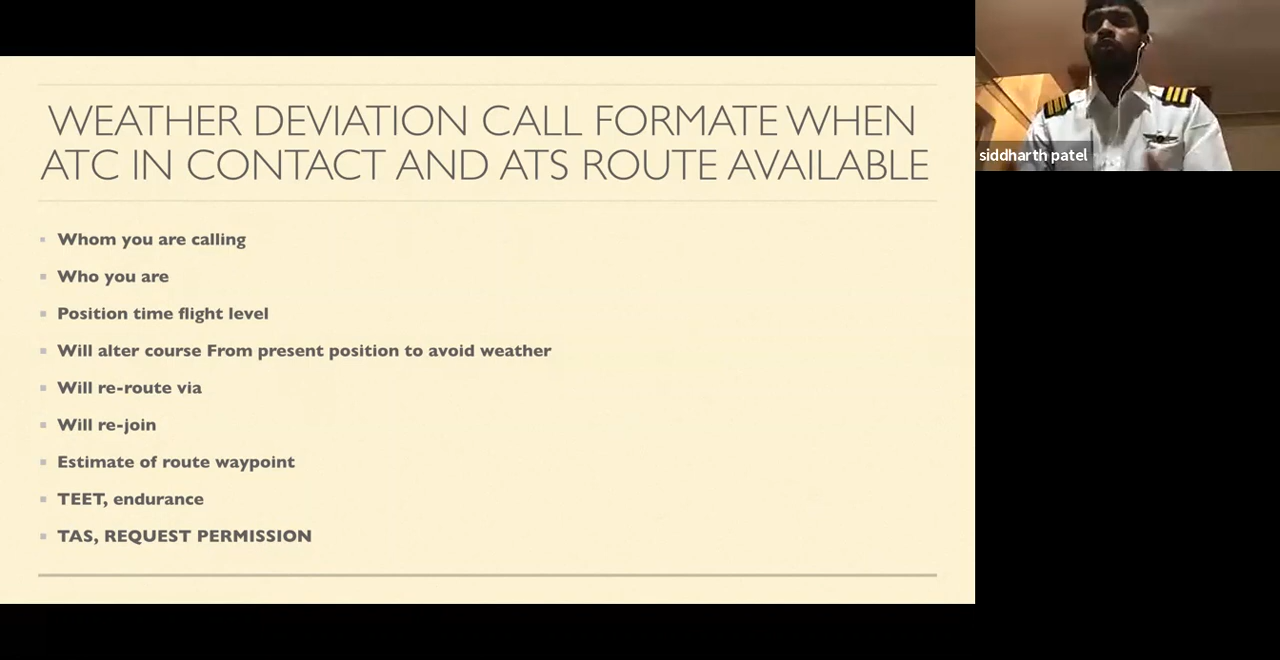 WEATHER DEVIATION CALL FORMATE WHEN
ATC IN CONTACT AND ATS ROUTE AVAILABLE
Whom you are calling
Who you are
Position time flight level
Will alter course From present position to avoid weather
Will re-route via
Will re-join
Estimate of route waypoint
TEET, endurance
TAS, REQUEST PERMISSION
siddharth patel